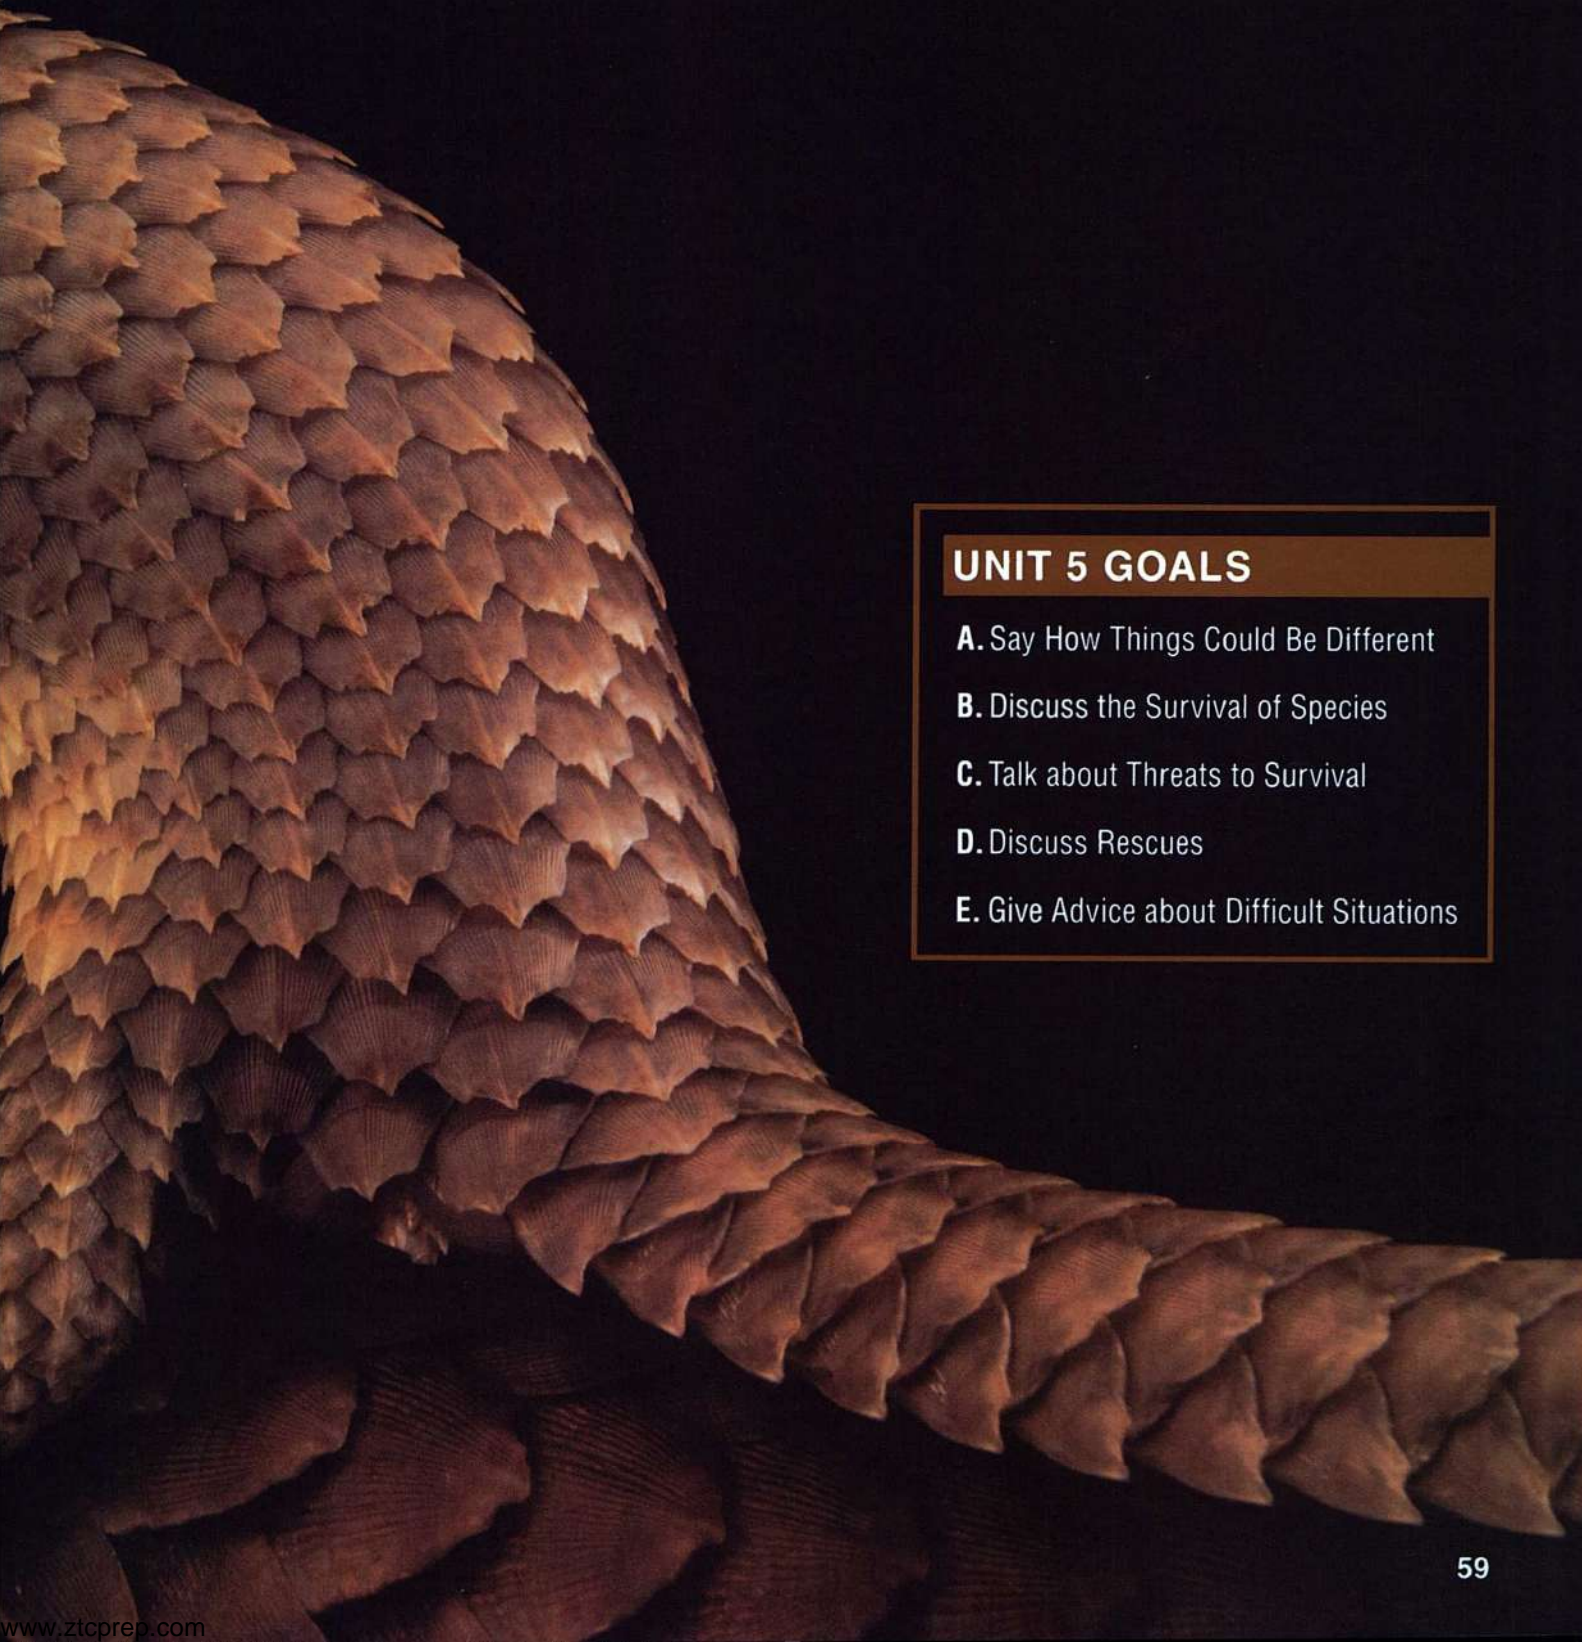 UNIT 5 GOALS
A. Say How Things Could Be Different
B. Discuss the Survival of Species
C. Talk about Threats to Survival
D. Discuss Rescues
E. Give Advice about Difficult Situations
59
www.ztcprep.com